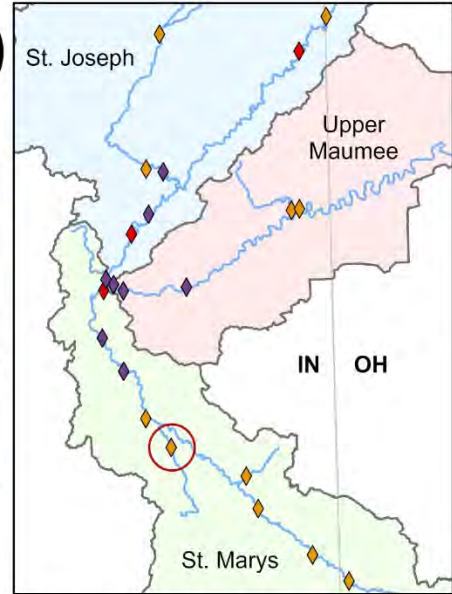 )
St. Joseph
Upper
Maumee
IN OH
St. Marys